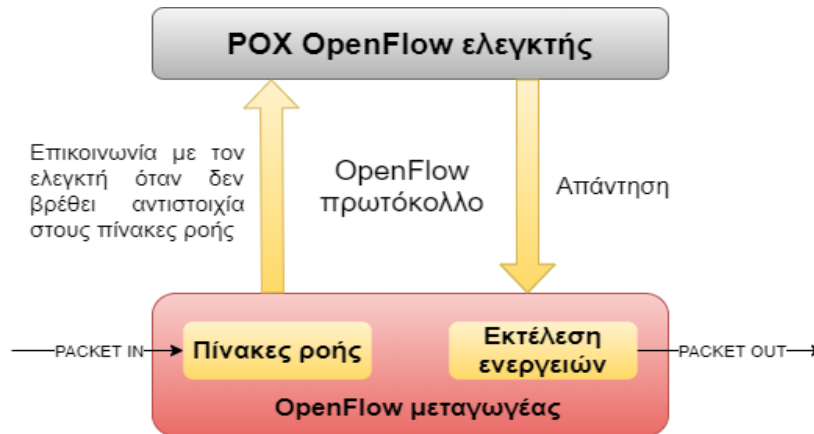 POX OpenFlow ελεγκτής
Επικοινωνία με τον
ελεγκτή όταν δεν
βρέθει αντιστοιχία
στους πίνακες ροής
OpenFlow
πρωτόκολλο
Απάντηση
PACKET IN
Πίνακες ροής
Εκτέλεση
ενεργειών
PACKET OUT
OpenFlow μεταγωγέας